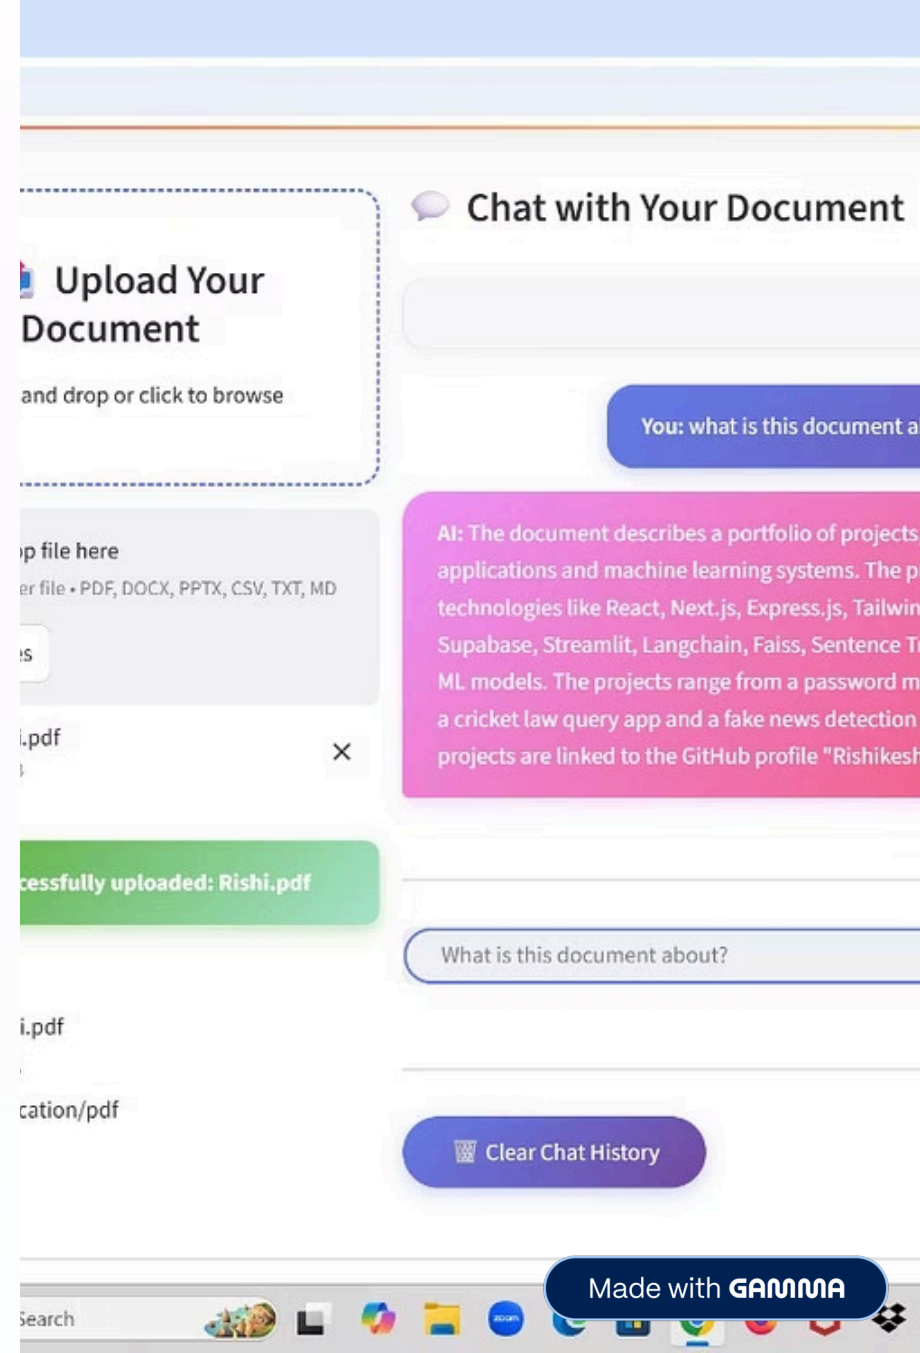 Upload Your
Document
and drop or click to browse
op file here
er file • PDF, DOCX, PPTX, CSV, TXT, MD
es
i.pdf
cessfully uploaded: Rishi.pdf
i.pdf
cation/pdf
Chat with Your Document
You: what is this document a
AI: The document describes a portfolio of projects
applications and machine learning systems. The p
technologies like React, Next.js, Express.js, Tailwin
Supabase, Streamlit, Langchain, Faiss, Sentence T
ML models. The projects range from a password m
a cricket law query app and a fake news detection
projects are linked to the GitHub profile "Rishikesh
What is this document about?
Clear Chat History
Search
zoom
Made with GAMMA